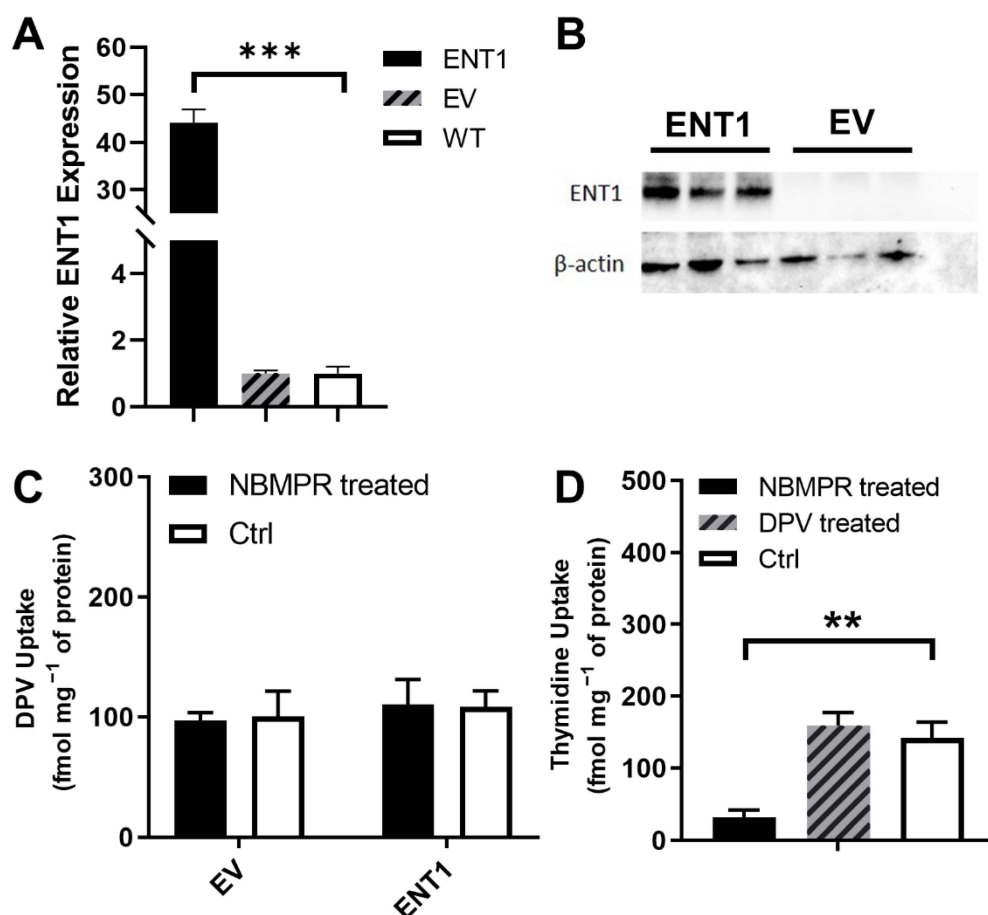 A
Relative ENT1 Expression
60
50
40
30
4
2
0
***
ENT1
EV
WT
B
ENT1 EV
ENT1
β-actin
C
DPV Uptake
(fmol mg⁻¹ of protein)
300
200
100
0
NBMPR treated
Ctrl
EV
ENT1
D
Thymidine Uptake
(fmol mg⁻¹ of protein)
500
400
300
200
100
0
NBMPR treated
DPV treated
Ctrl
**